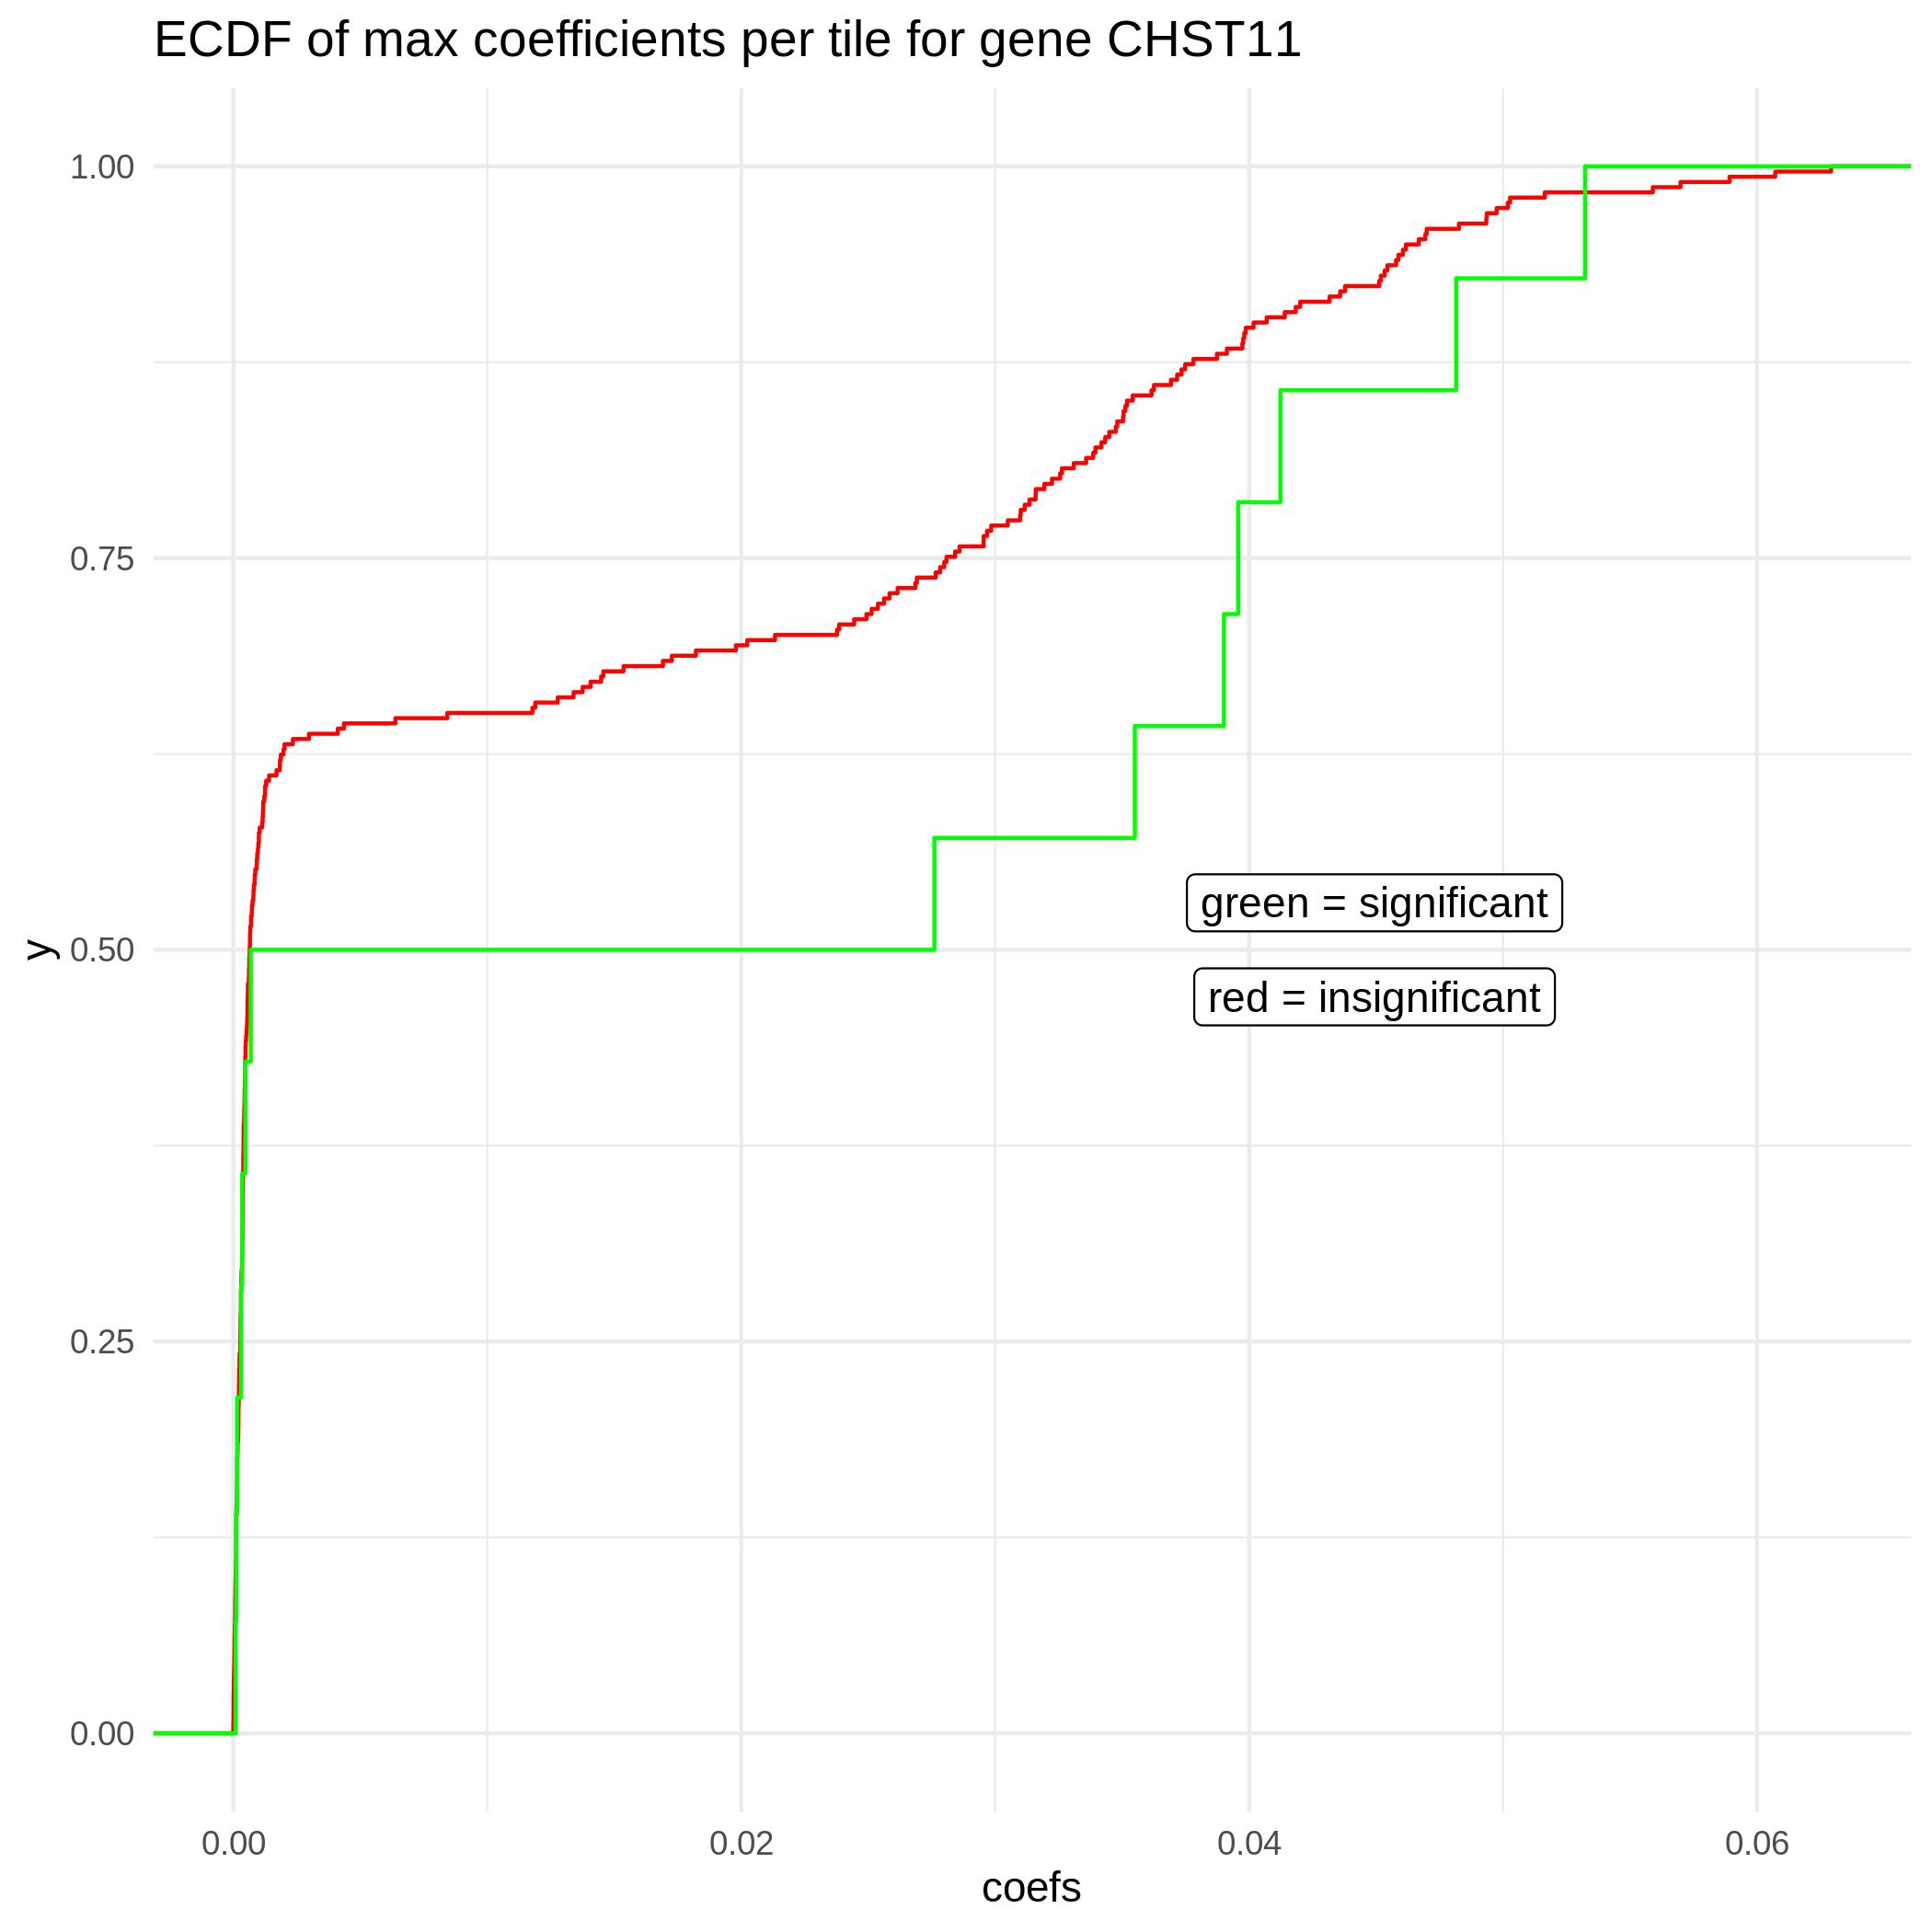 ECDF of max coefficients per tile for gene CHST11
1.00
0.75
0.50
0.25
0.00
y
green = significant
red = insignificant
0.00 0.02 0.04 0.06
coefs